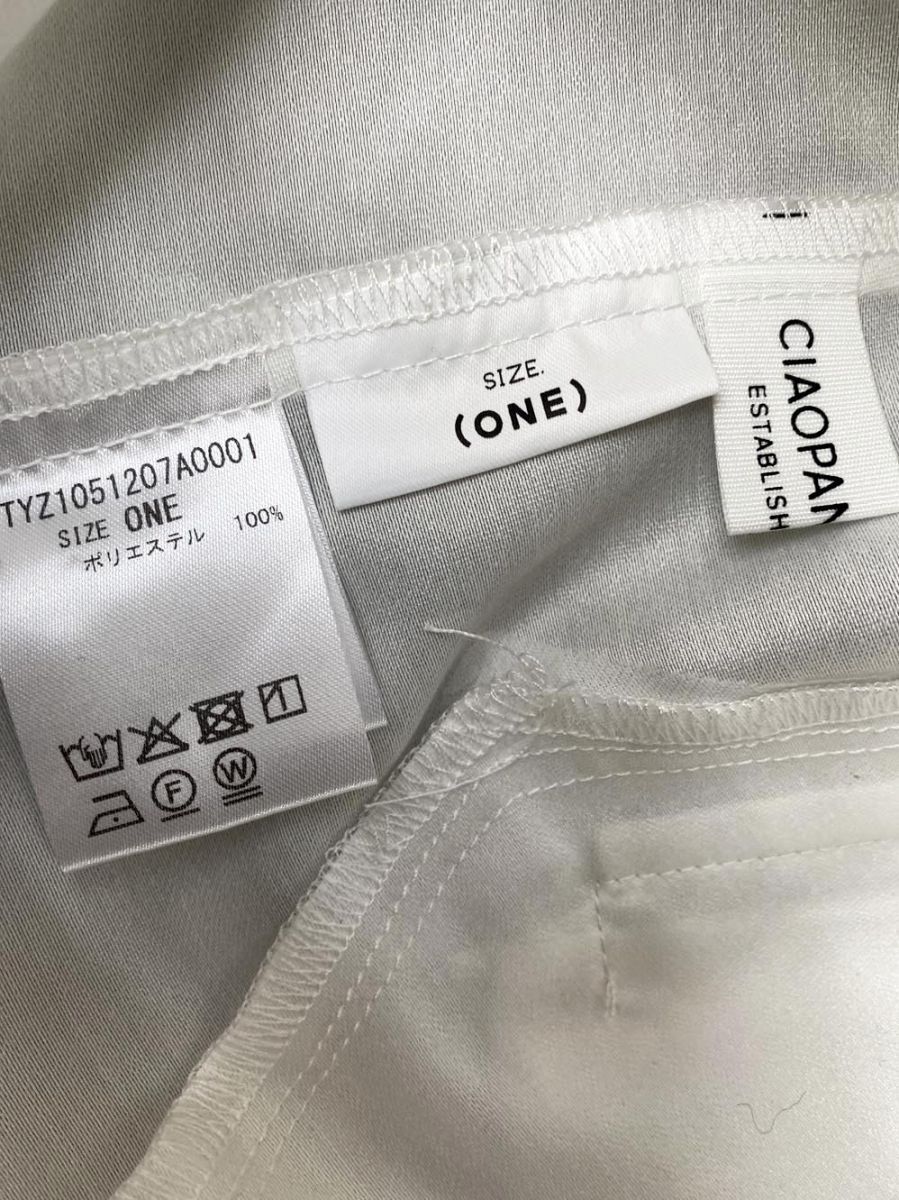 TYZ1051207A0001
SIZE ONE
ポリエステル 100%
F
W
SIZE.
(ONE)
CIAOPAN
ESTABLISH